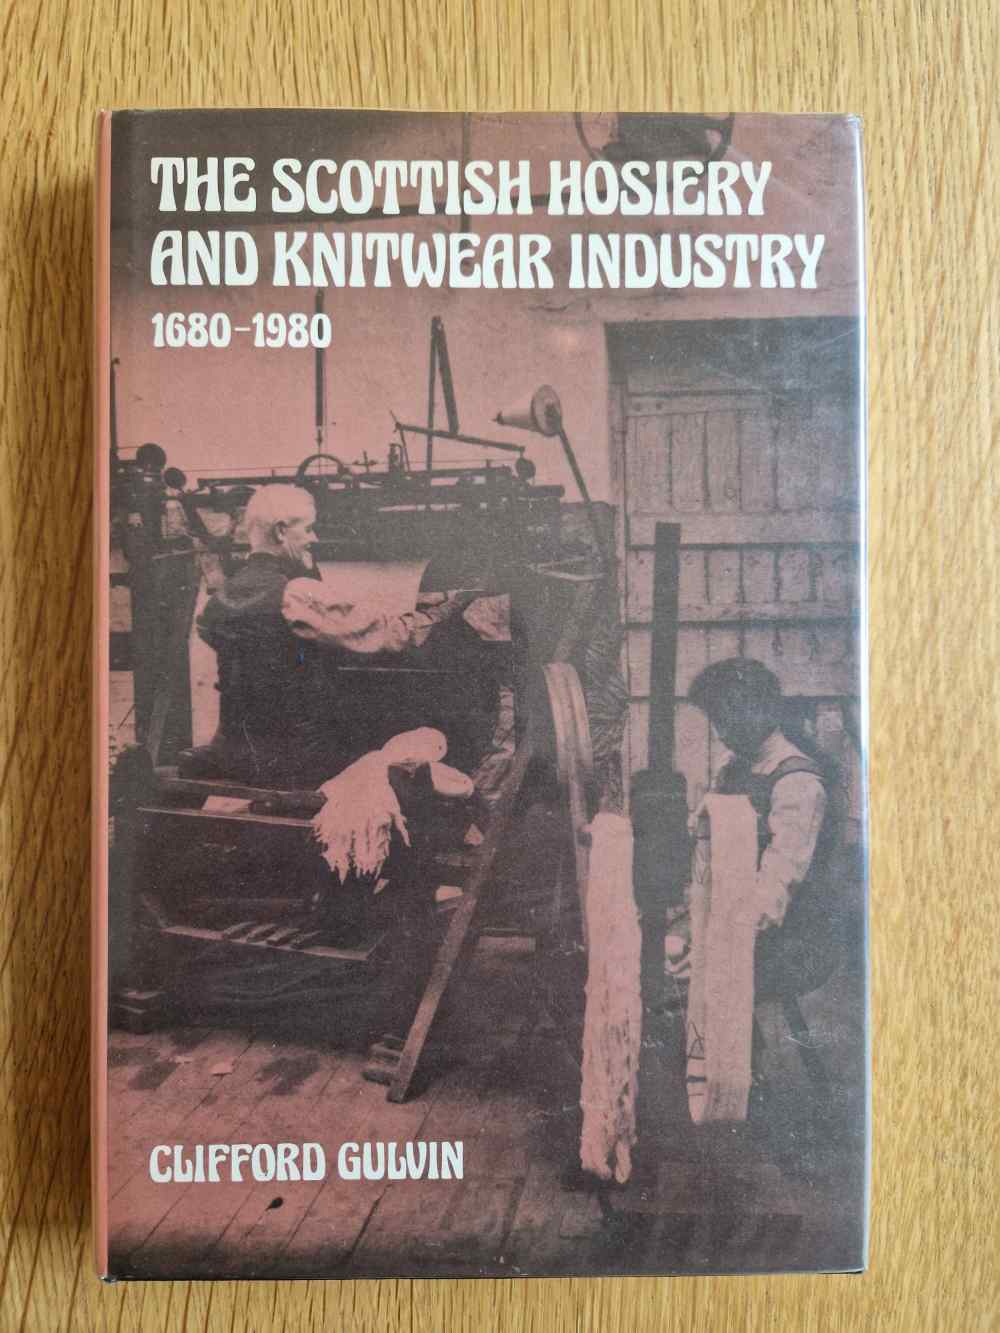 THE SCOTTISH HOSIERY
AND KNITWEAR INDUSTRY
1680-1980
CLIFFORD GULVIN